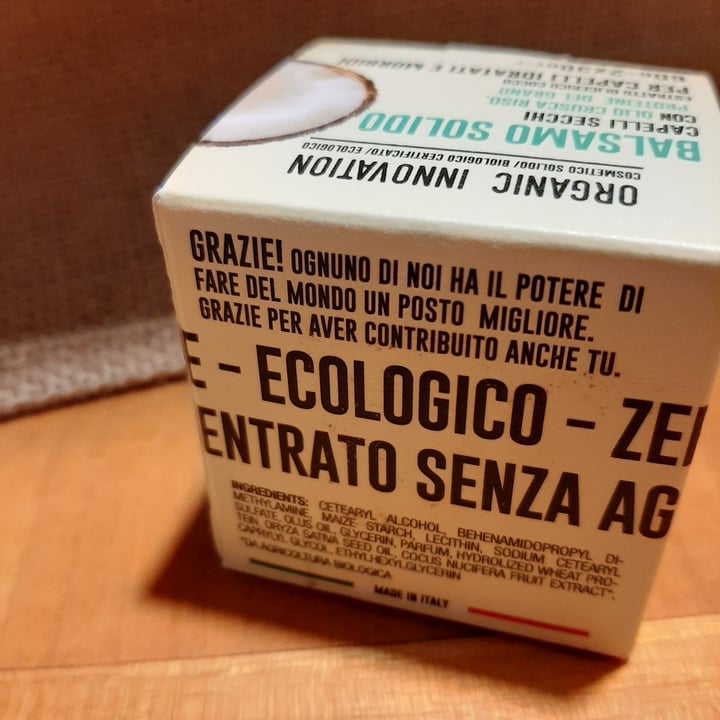 ORGANIC INNOVATION
COSMETICO SOLIDO/ BIOLOGICO CERTIFICATO/ ECOLOGICO
BALSAMO SOLIDO
CAPELLI SECCHI
CON OLIO CRUSCA RISO,
PROTEINE DEL GRANO
ESTRATTO GLICERICO COCCO
PER CAPELLI IDRATATI E MORBIDI
GRAZIE! OGNUNO DI NOI HA IL POTERE DI
FARE DEL MONDO UN POSTO MIGLIORE.
GRAZIE PER AVER CONTRIBUITO ANCHE TU.
E - ECOLOGICO - ZE
ENTRATO SENZA AG
INGREDIENTS: CETEARYL ALCOHOL, BEHENAMIDOPROPYL DI-
METHYLAMINE, MAIZE STARCH, LECITHIN, SODIUM CETEARYL
SULFATE, OLUS OIL, GLYCERIN, PARFUM, HYDROLIZED WHEAT PRO-
TEIN, ORYZA SATIVA SEED OIL, COCUS NUCIFERA FRUIT EXTRACT*,
CAPRYLYL GLYCOL, ETHYLHEXYLGLYCERIN
*DA AGRICOLTURA BIOLOGICA
MADE IN ITALY